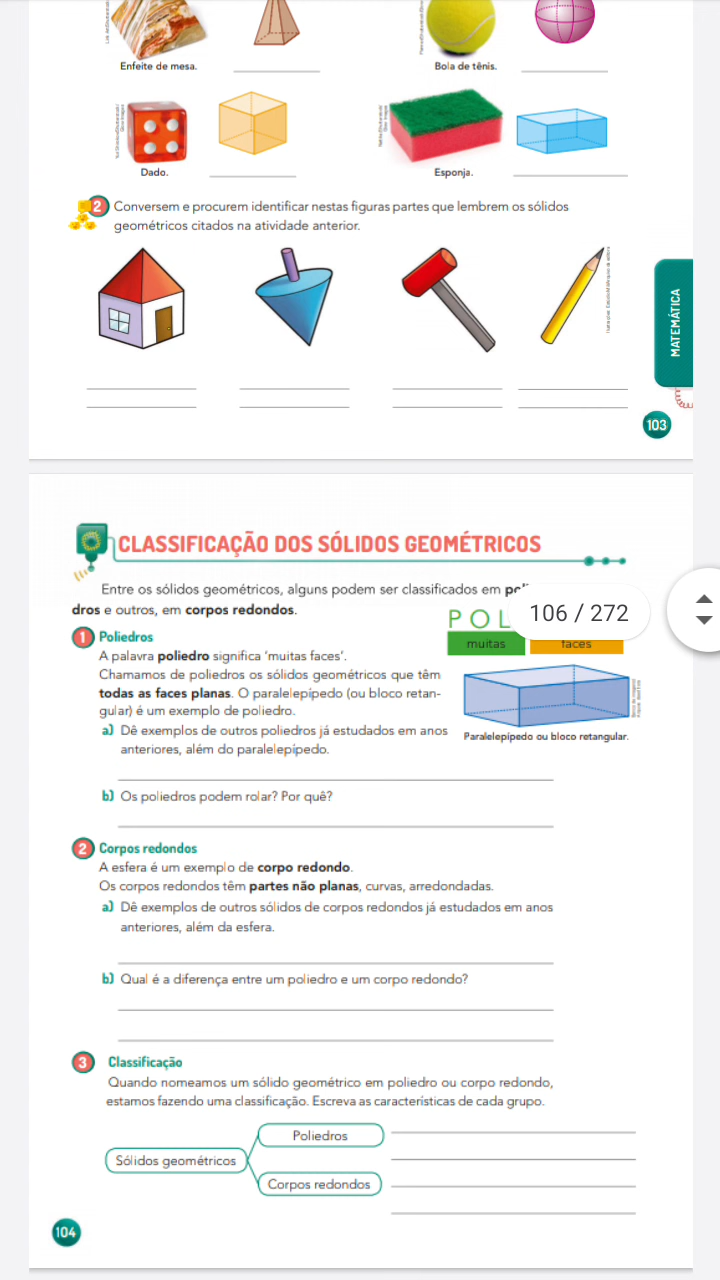 Enfeite de mesa.
Bola de tênis.
Dado.
Esponja.
2 Conversem e procurem identificar nestas figuras partes que lembrem os sólidos
geométricos citados na atividade anterior.
MATEMÁTICA
103
CLASSIFICAÇÃO DOS SÓLIDOS GEOMÉTRICOS
Entre os sólidos geométricos, alguns podem ser classificados em
dros e outros, em corpos redondos.
106 / 272
POL
muitas
faces
1 Poliedros
A palavra poliedro significa ‘muitas faces’.
Chamamos de poliedros os sólidos geométricos que têm
todas as faces planas. O paralelepípedo (ou bloco retan-
gular) é um exemplo de poliedro.
Paralelepípedo ou bloco retangular.
a) Dê exemplos de outros poliedros já estudados em anos
anteriores, além do paralelepípedo.
b) Os poliedros podem rolar? Por quê?
2 Corpos redondos
A esfera é um exemplo de corpo redondo.
Os corpos redondos têm partes não planas, curvas, arredondadas.
a) Dê exemplos de outros sólidos de corpos redondos já estudados em anos
anteriores, além da esfera.
b) Qual é a diferença entre um poliedro e um corpo redondo?
3 Classificação
Quando nomeamos um sólido geométrico em poliedro ou corpo redondo,
estamos fazendo uma classificação. Escreva as características de cada grupo.
Poliedros
Sólidos geométricos
Corpos redondos
104